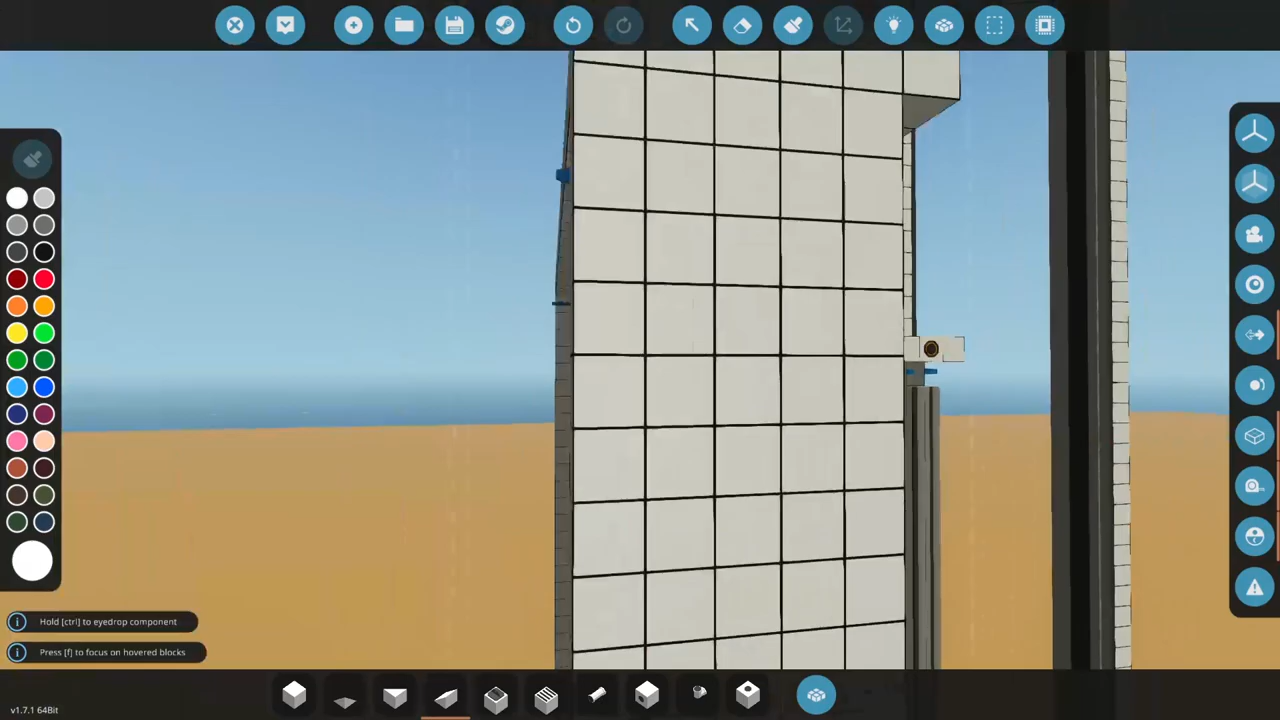 Hold [ctrl] to eyedrop component
Press [f] to focus on hovered blocks
v1.7.1 64Bit